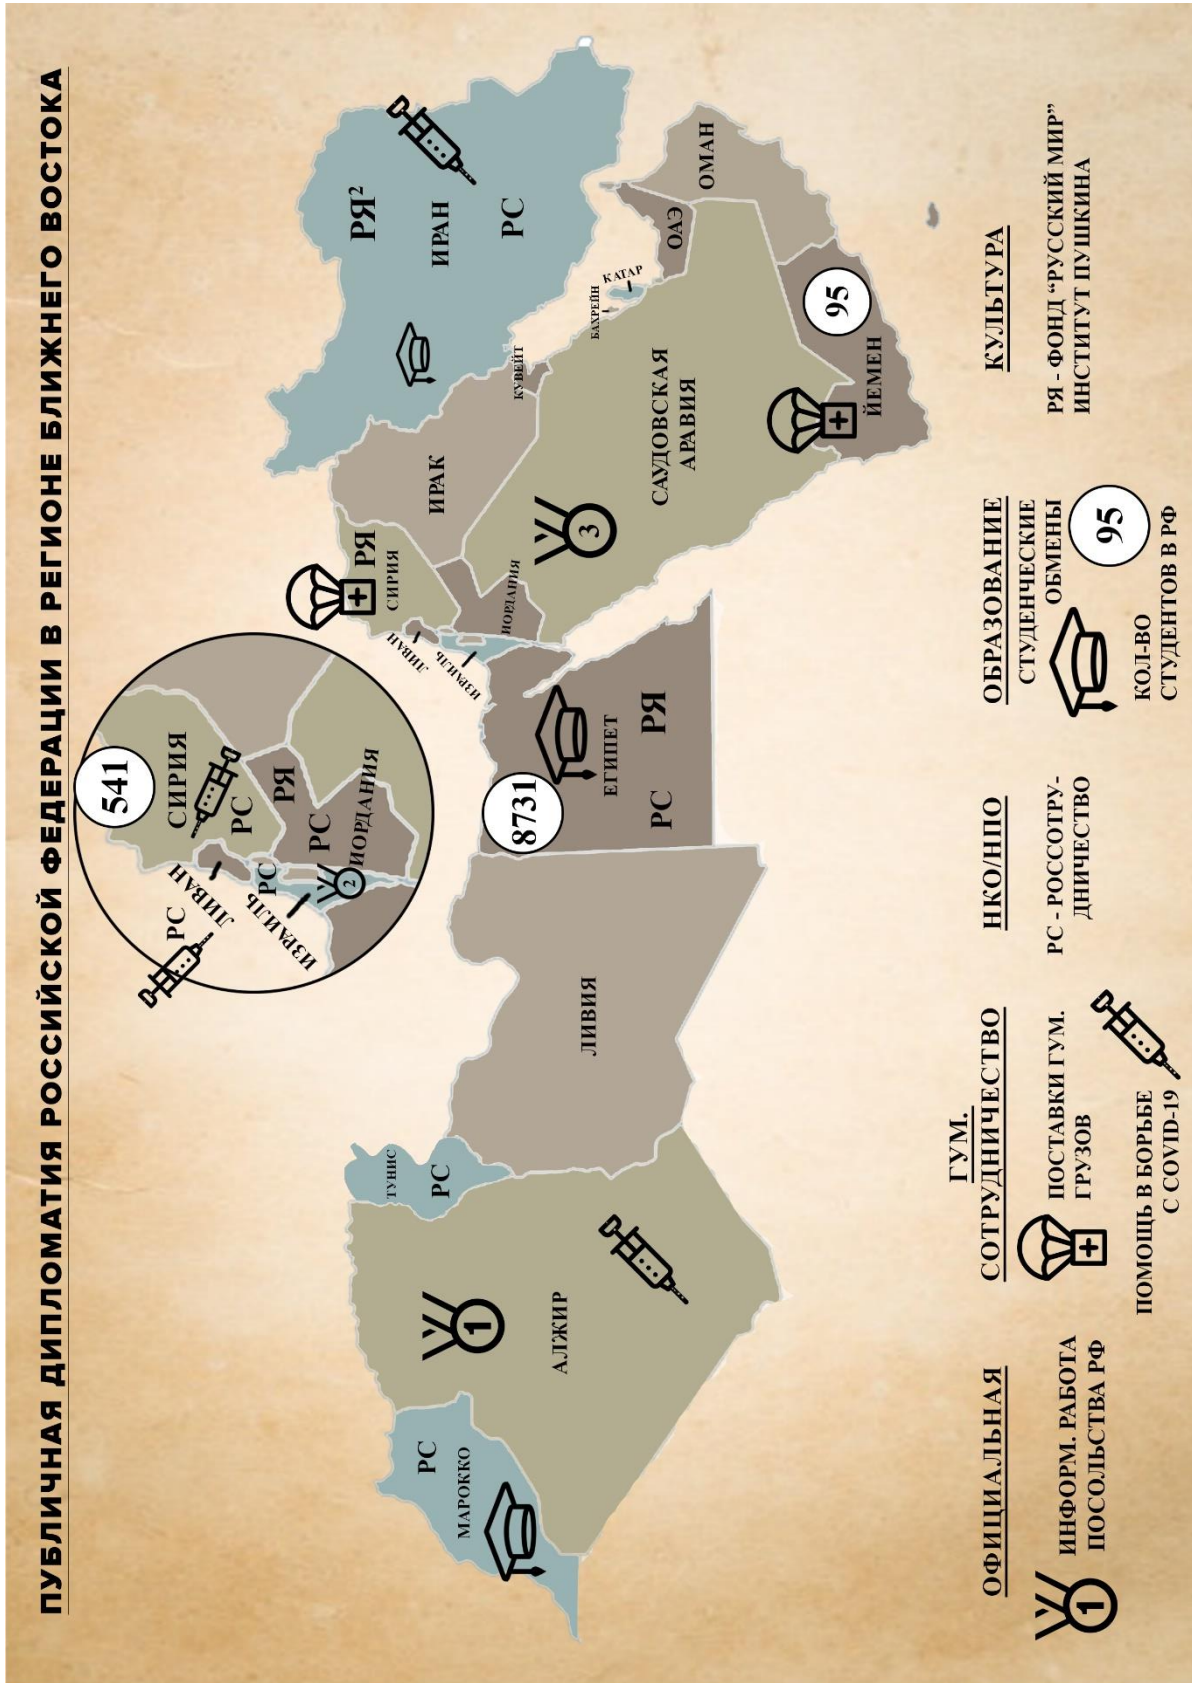 ПУБЛИЧНАЯ ДИПЛОМАТИЯ РОССИЙСКОЙ ФЕДЕРАЦИИ В РЕГИОНЕ БЛИЖНЕГО ВОСТОКА
541
СИРИЯ
РС
РС
ЛИВАН
РС
РЯ
РС
ИЗРАИЛЬ
2
ИОРДАНИЯ
РС
МАРОККО
1
АЛЖИР
ТУНИС
РС
ЛИВИЯ
8731
ЕГИПЕТ
РС
РЯ
ЛИВАН
ИЗРАИЛЬ
РЯ
СИРИЯ
ИОРДАНИЯ
ИРАК
КУВЕЙТ
3
САУДОВСКАЯ
АРАВИЯ
РЯ²
ИРАН
РС
БАХРЕЙН
КАТАР
ОАЭ
ОМАН
95
ЙЕМЕН
ОФИЦИАЛЬНАЯ
1
ИНФОРМ. РАБОТА
ПОСОЛЬСТВА РФ
ГУМ.
СОТРУДНИЧЕСТВО
ПОСТАВКИ ГУМ.
ГРУЗОВ
ПОМОЩЬ В БОРЬБЕ
С COVID-19
НКО/НПО
РС - РОССОТРУ-
ДНИЧЕСТВО
ОБРАЗОВАНИЕ
СТУДЕНЧЕСКИЕ
ОБМЕНЫ
95
КОЛ-ВО
СТУДЕНТОВ В РФ
КУЛЬТУРА
РЯ - ФОНД “РУССКИЙ МИР”
ИНСТИТУТ ПУШКИНА